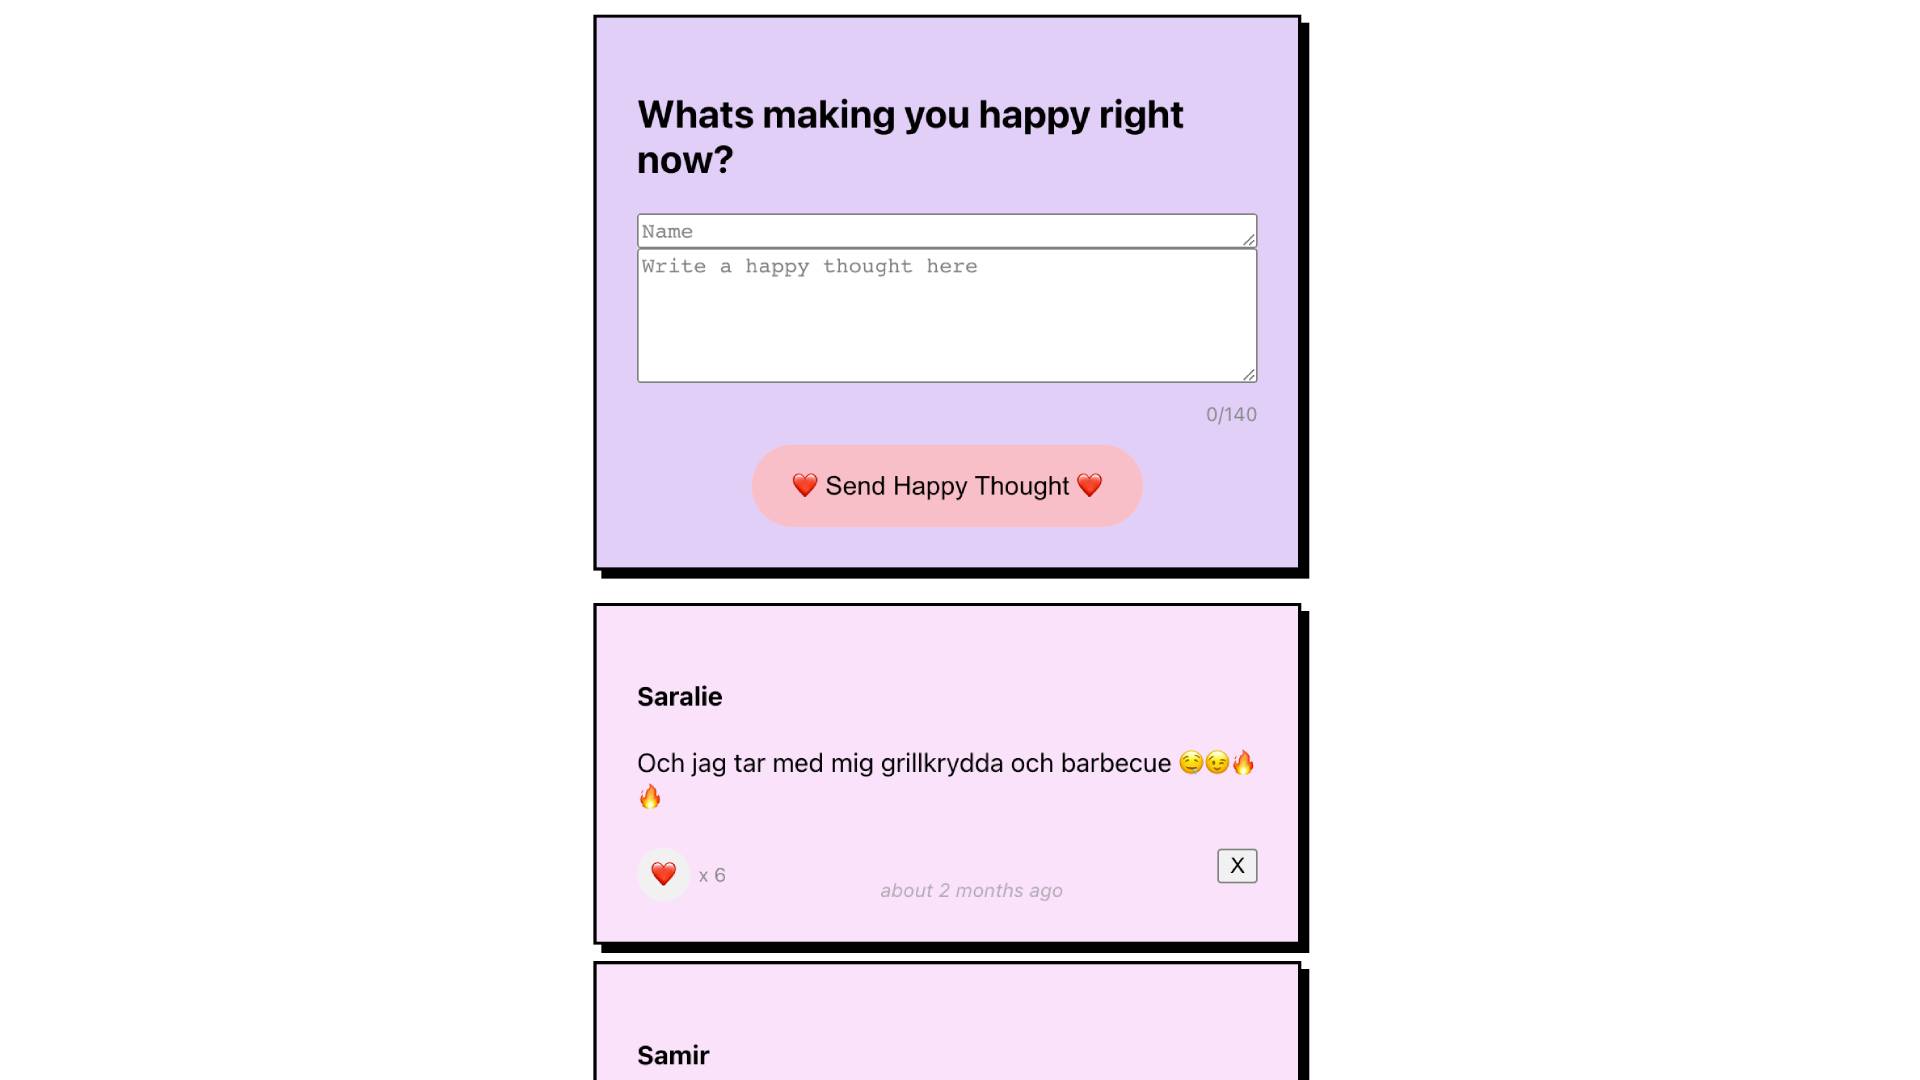 Whats making you happy right
now?
Name
Write a happy thought here
0/140
❤️ Send Happy Thought ❤️
Saralie
Och jag tar med mig grillkrydda och barbecue 🤤😉🔥
🔥
❤️ x 6
about 2 months ago
X
Samir